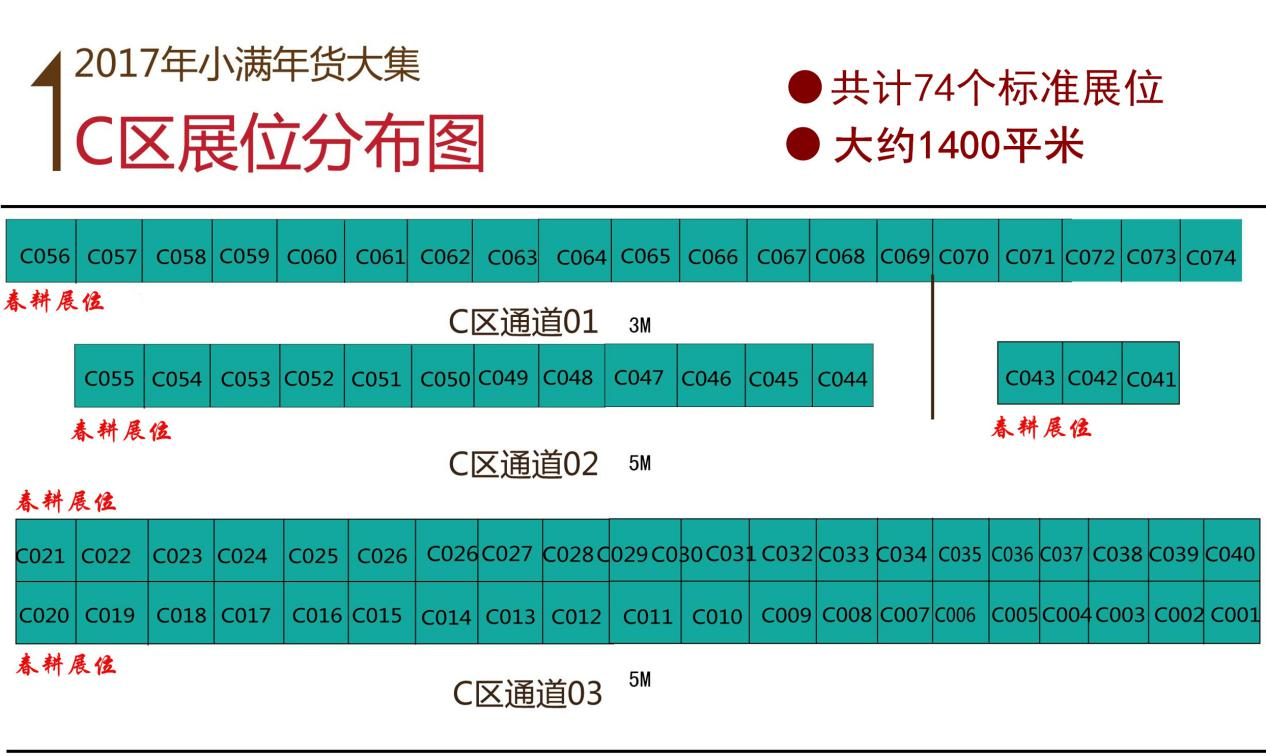 2017年小满年货大集
C区展位分布图
共计74个标准展位
大约1400平米
C056 C057 C058 C059 C060 C061 C062 C063 C064 C065 C066 C067 C068 C069 C070 C071 C072 C073 C074
春耕展位
C区通道01 3M
C055 C054 C053 C052 C051 C050 C049 C048 C047 C046 C045 C044 C043 C042 C041
春耕展位 春耕展位
C区通道02 5M
春耕展位
C021 C022 C023 C024 C025 C026 C026 C027 C028 C029 C030 C031 C032 C033 C034 C035 C036 C037 C038 C039 C040
C020 C019 C018 C017 C016 C015 C014 C013 C012 C011 C010 C009 C008 C007 C006 C005 C004 C003 C002 C001
春耕展位
C区通道03 5M